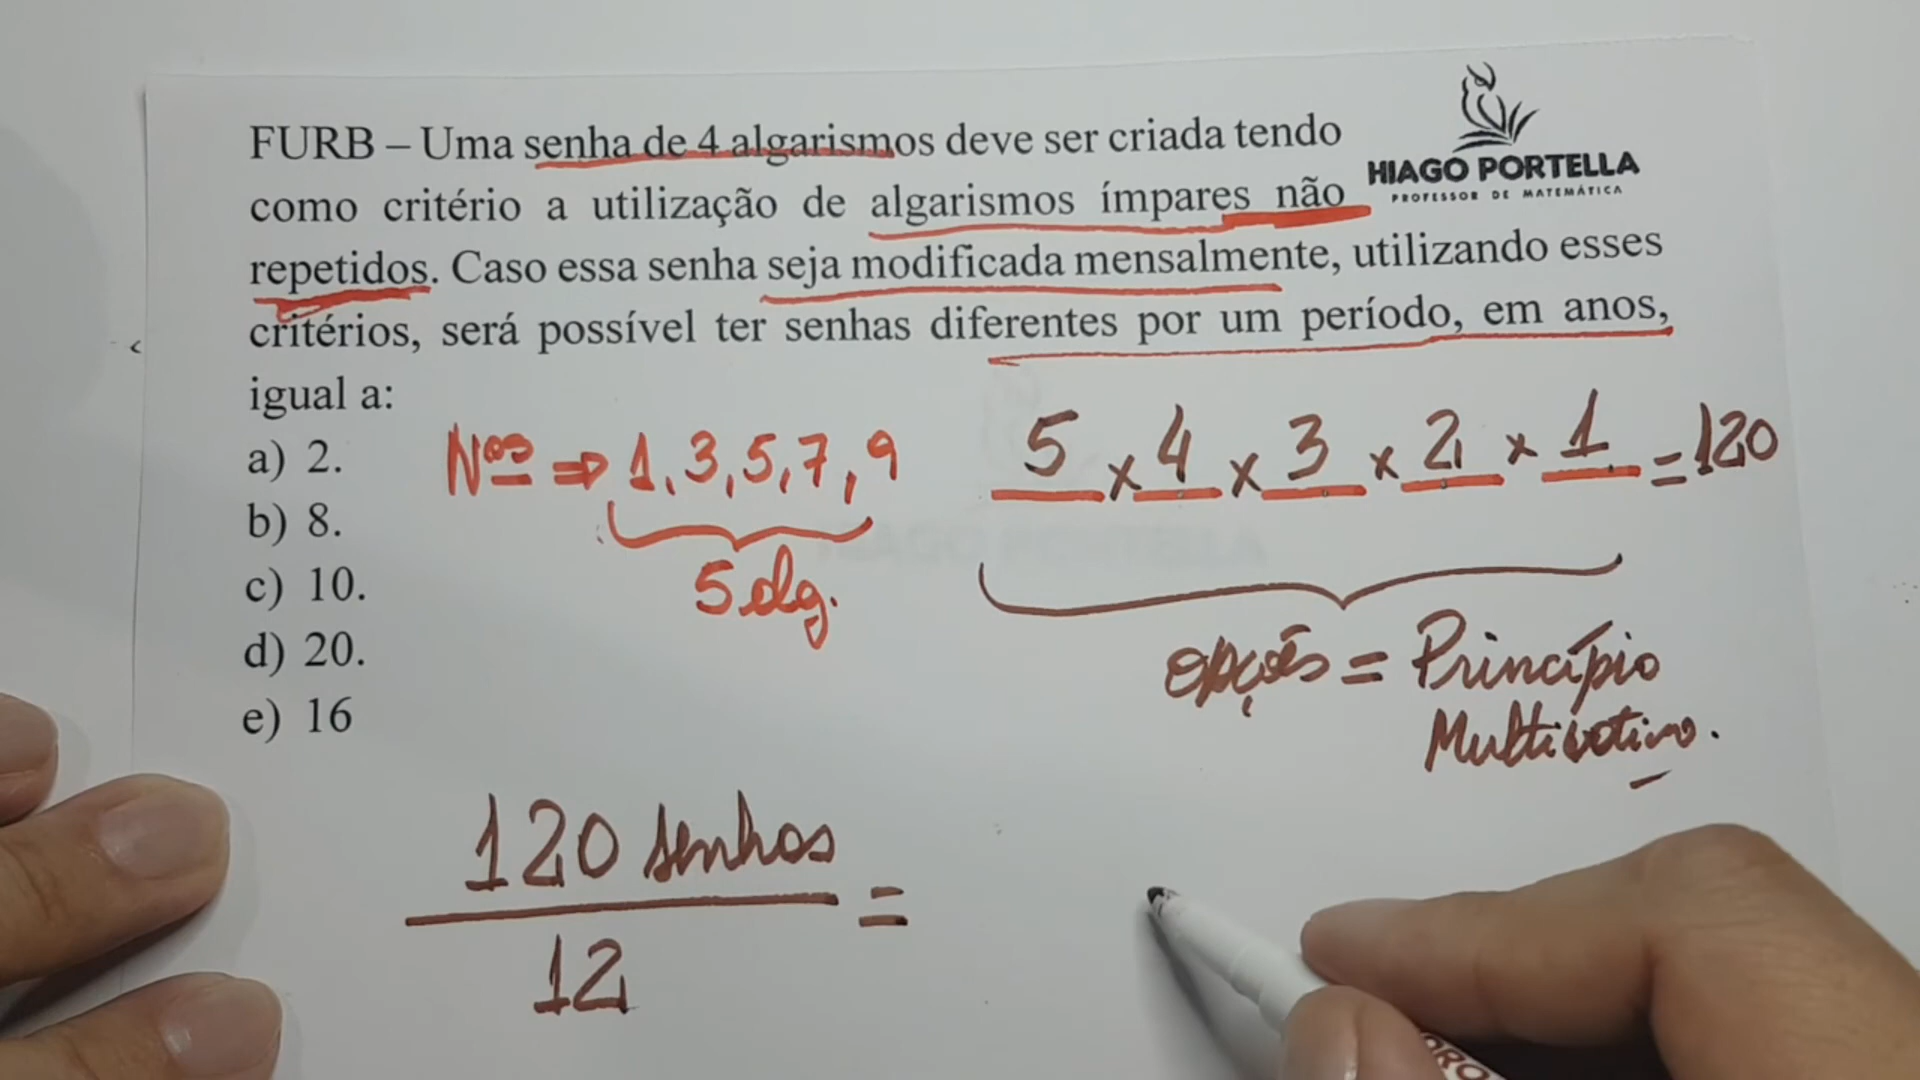 FURB – Uma senha de 4 algarismos deve ser criada tendo
como critério a utilização de algarismos ímpares não
repetidos. Caso essa senha seja modificada mensalmente, utilizando esses
critérios, será possível ter senhas diferentes por um período, em anos,
igual a:
a) 2.
b) 8.
c) 10.
d) 20.
e) 16
HIAGO PORTELLA
PROFESSOR DE MATEMÁTICA
Nos ⇒ 1, 3, 5, 7, 9
5 alg.
5 x 4 x 3 x 2 x 1 = 120
opções = Princípio
120 senhas
12
=